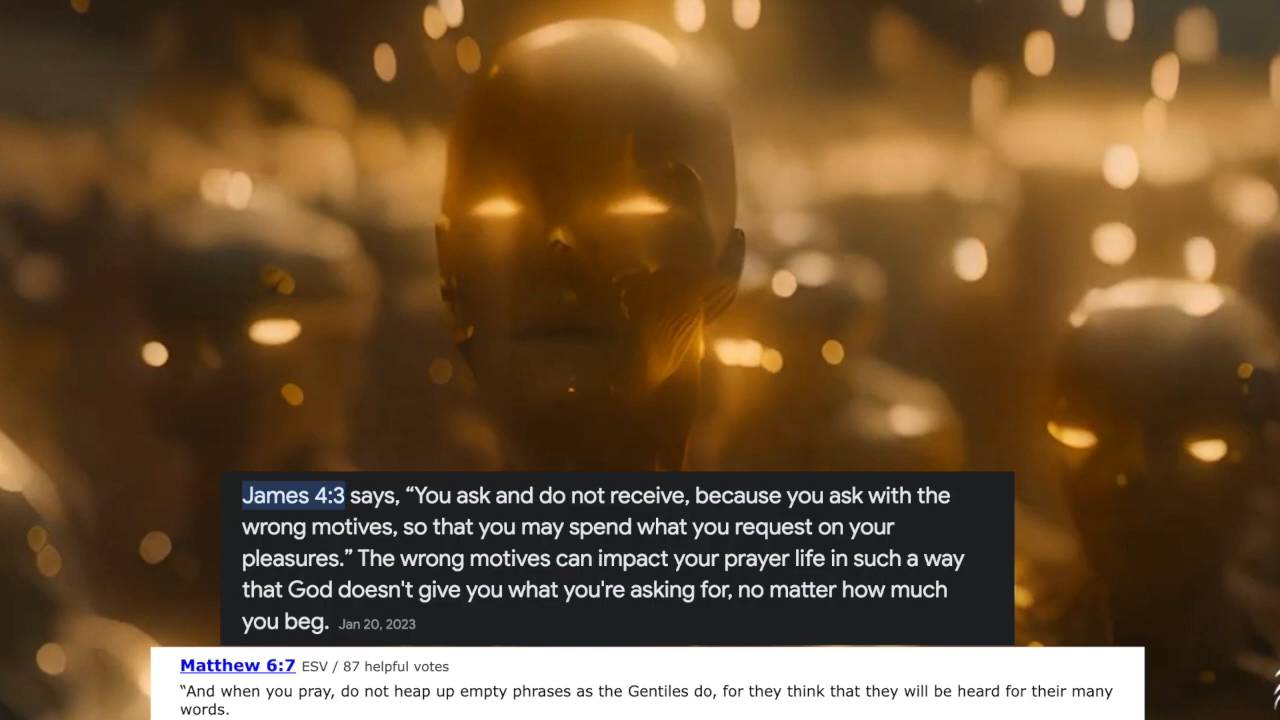 James 4:3 says, “You ask and do not receive, because you ask with the
wrong motives, so that you may spend what you request on your
pleasures.” The wrong motives can impact your prayer life in such a way
that God doesn't give you what you're asking for, no matter how much
you beg. Jan 20, 2023
Matthew 6:7 ESV / 87 helpful votes
“And when you pray, do not heap up empty phrases as the Gentiles do, for they think that they will be heard for their many
words.